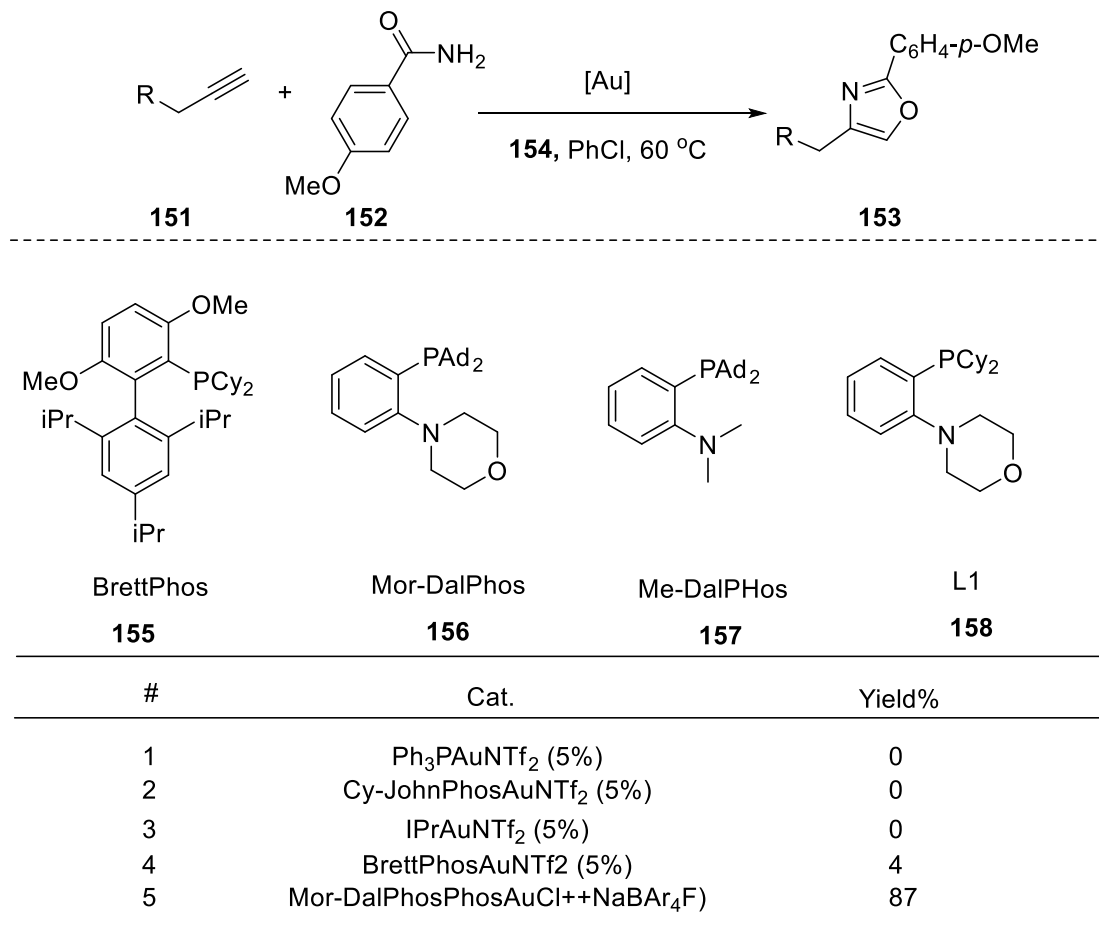 O
R + NH₂ [Au] C₆H₄-p-OMe
N O
R
154, PhCl, 60 °C
MeO
151 152 153
OMe
MeO PCy₂ PAd₂ PAd₂ PCy₂
iPr iPr N N N
O O
iPr
BrettPhos Mor-DalPhos Me-DalPHos L1
155 156 157 158
# Cat. Yield%
1 Ph₃PAuNTf₂ (5%) 0
2 Cy-JohnPhosAuNTf₂ (5%) 0
3 IPrAuNTf₂ (5%) 0
4 BrettPhosAuNTf2 (5%) 4
5 Mor-DalPhosPhosAuCl++NaBAr₄F) 87